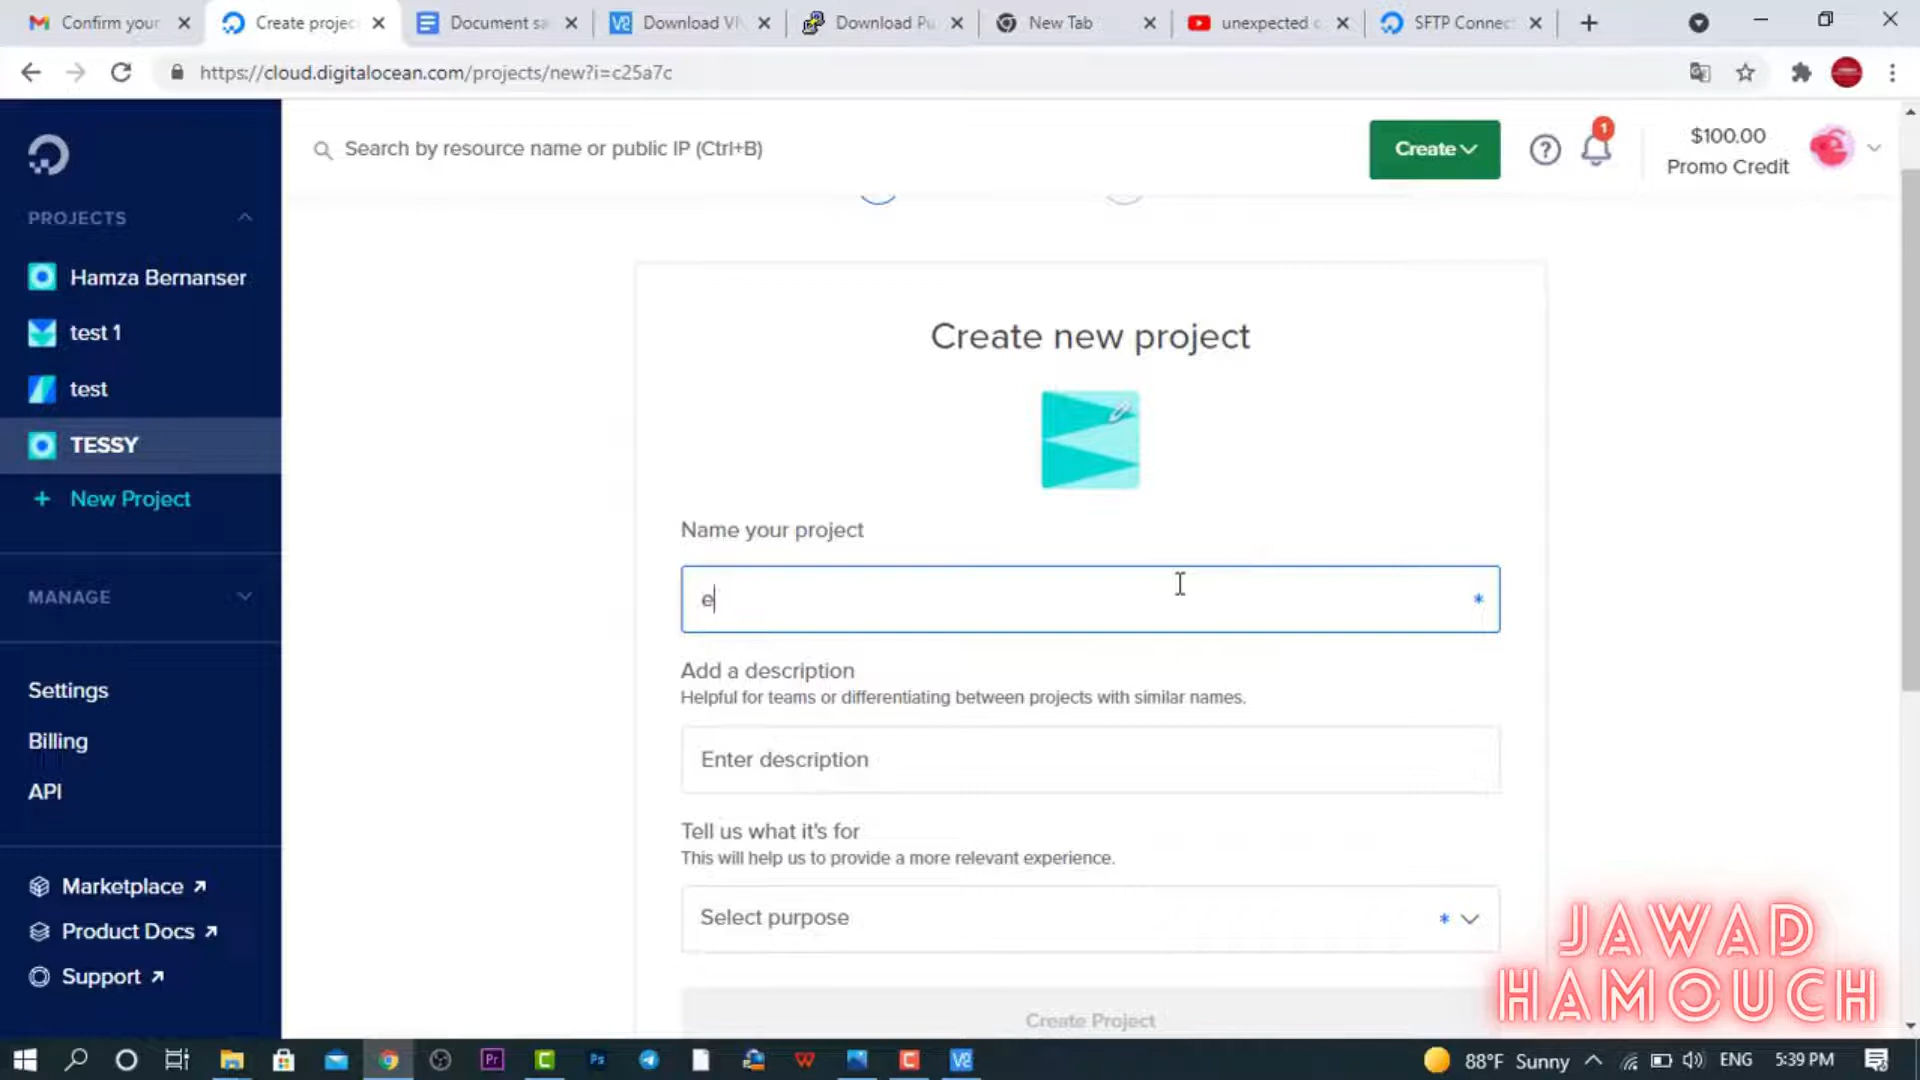 Confirm your
Create projec
Document sa
Download VN
Download Pu
New Tab
unexpected c
SFTP Connect
https://cloud.digitalocean.com/projects/new?i=c25a7c
Search by resource name or public IP (Ctrl+B)
Create
1
$100.00
Promo Credit
PROJECTS
Hamza Bernanser
test 1
test
TESSY
+ New Project
MANAGE
Settings
Billing
API
Marketplace
Product Docs
Support
Create new project
Name your project
e
*
Add a description
Helpful for teams or differentiating between projects with similar names.
Enter description
Tell us what it's for
This will help us to provide a more relevant experience.
Select purpose
*
Create Project
JAWAD
HAMOUCH
88°F Sunny
ENG
5:39 PM